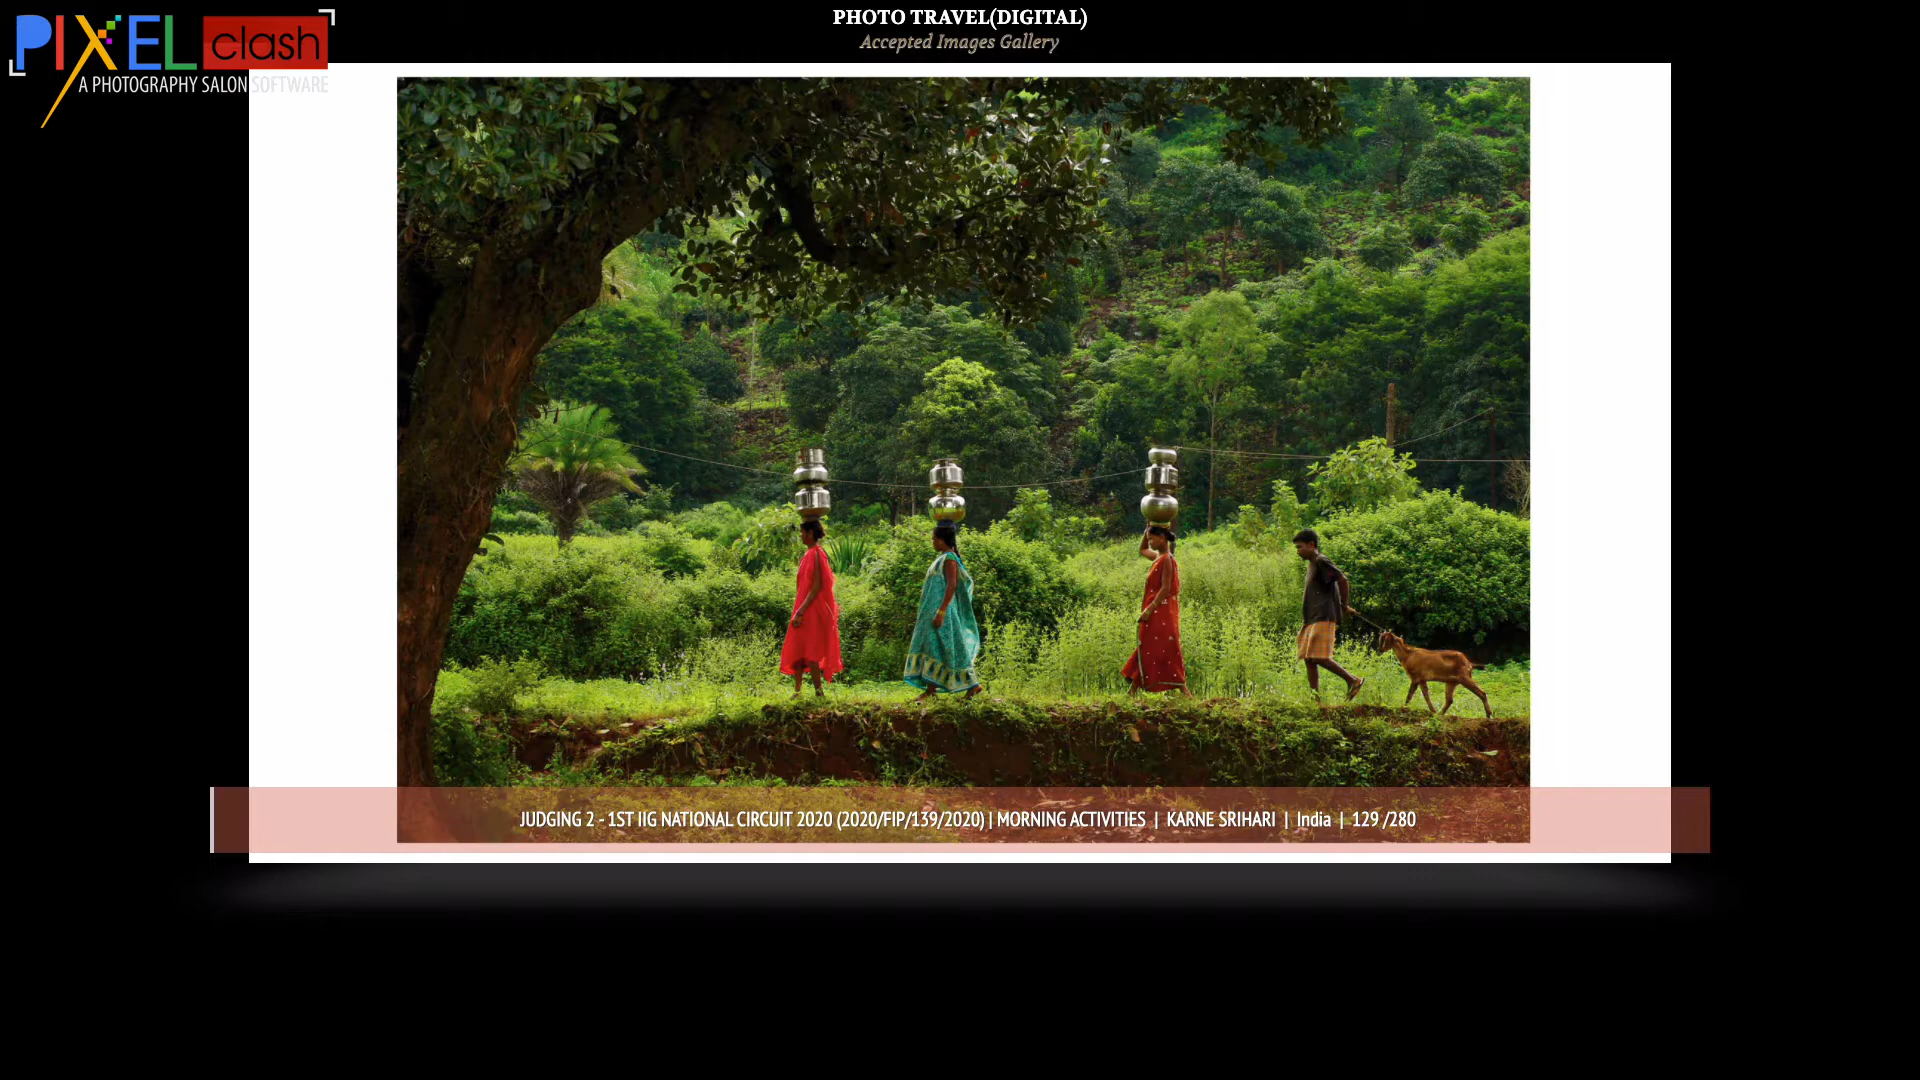 PIXEL clash
A PHOTOGRAPHY SALON SOFTWARE
PHOTO TRAVEL(DIGITAL)
Accepted Images Gallery
JUDGING 2 - 1ST IIG NATIONAL CIRCUIT 2020 (2020/FIP/139/2020) | MORNING ACTIVITIES | KARNE SRIHARI | India | 129 /280